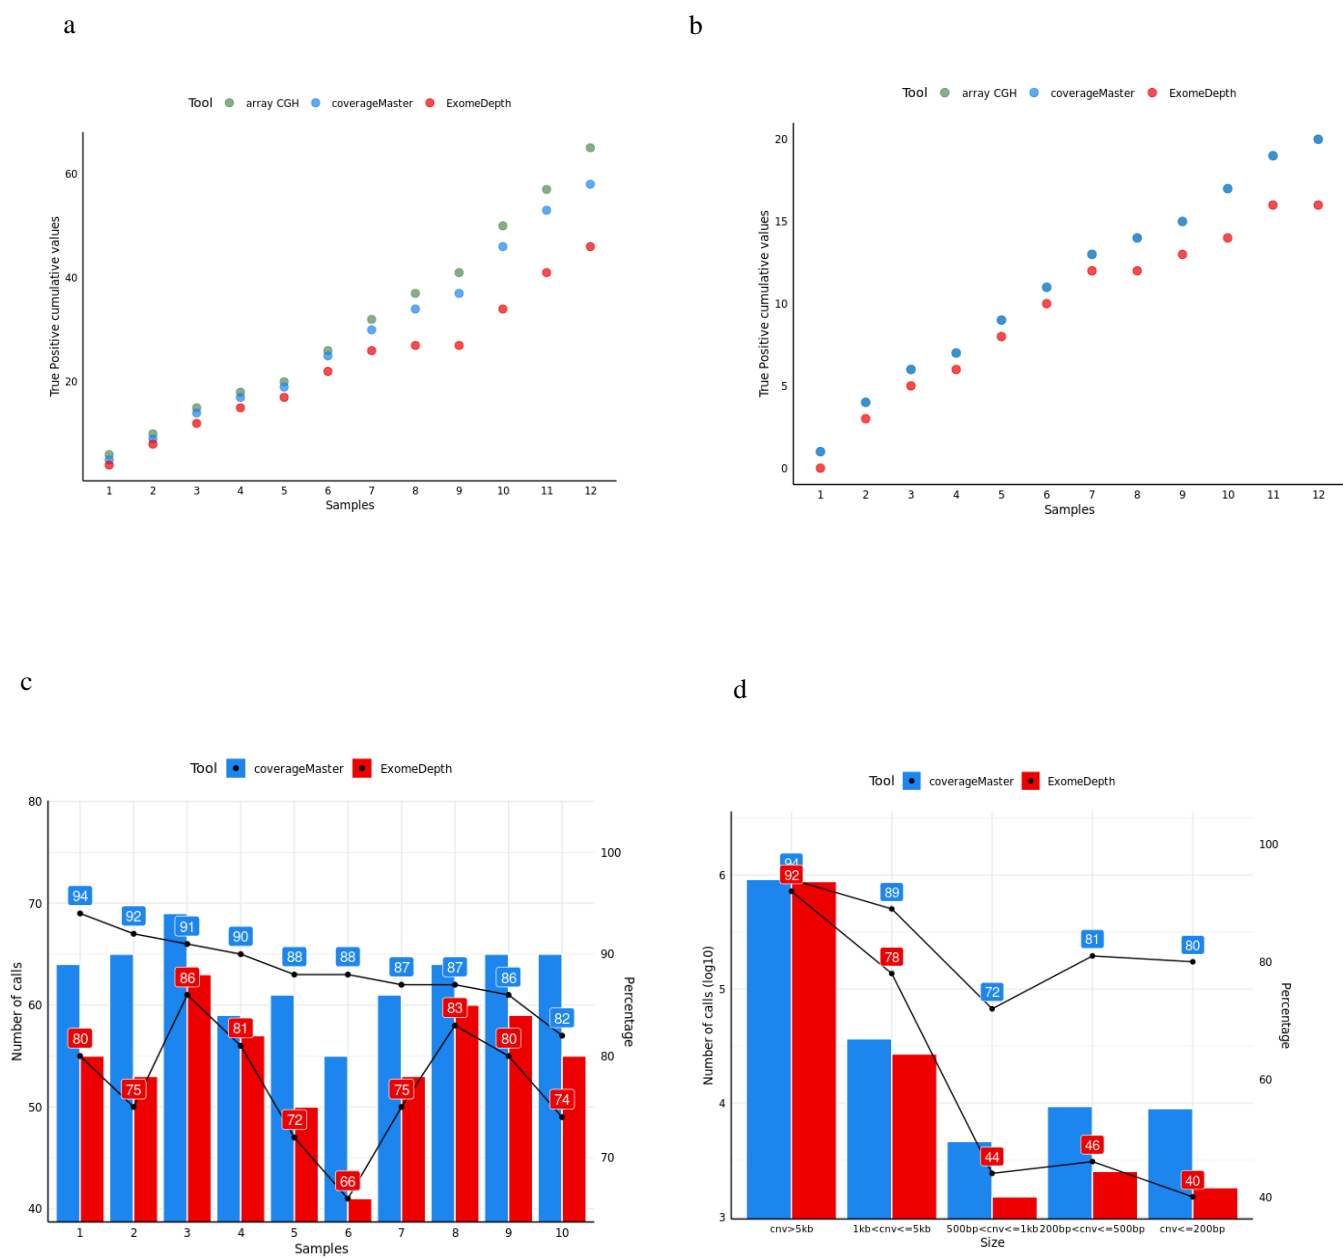 a
b
Tool array CGH coverageMaster ExomeDepth
Tool array CGH coverageMaster ExomeDepth
True Positive cumulative values
60
40
20
1 2 3 4 5 6 7 8 9 10 11 12
Samples
True Positive cumulative values
20
15
10
5
0
1 2 3 4 5 6 7 8 9 10 11 12
Samples
c
d
Tool coverageMaster ExomeDepth
Number of calls
80
70
60
50
40
100
90
80
70
Percentage
94 92 91 90 88 88 87 87 86 82
80 75 86 81 72 66 75 83 80 74
1 2 3 4 5 6 7 8 9 10
Samples
Tool coverageMaster ExomeDepth
Number of calls (log10)
6
5
4
3
100
80
60
40
Percentage
94 89 72 81 80
92 78 44 46 40
cnv>5kb 1kb<cnv<=5kb 500bp<cnv<=1kb 200bp<cnv<=500bp cnv<=200bp
Size